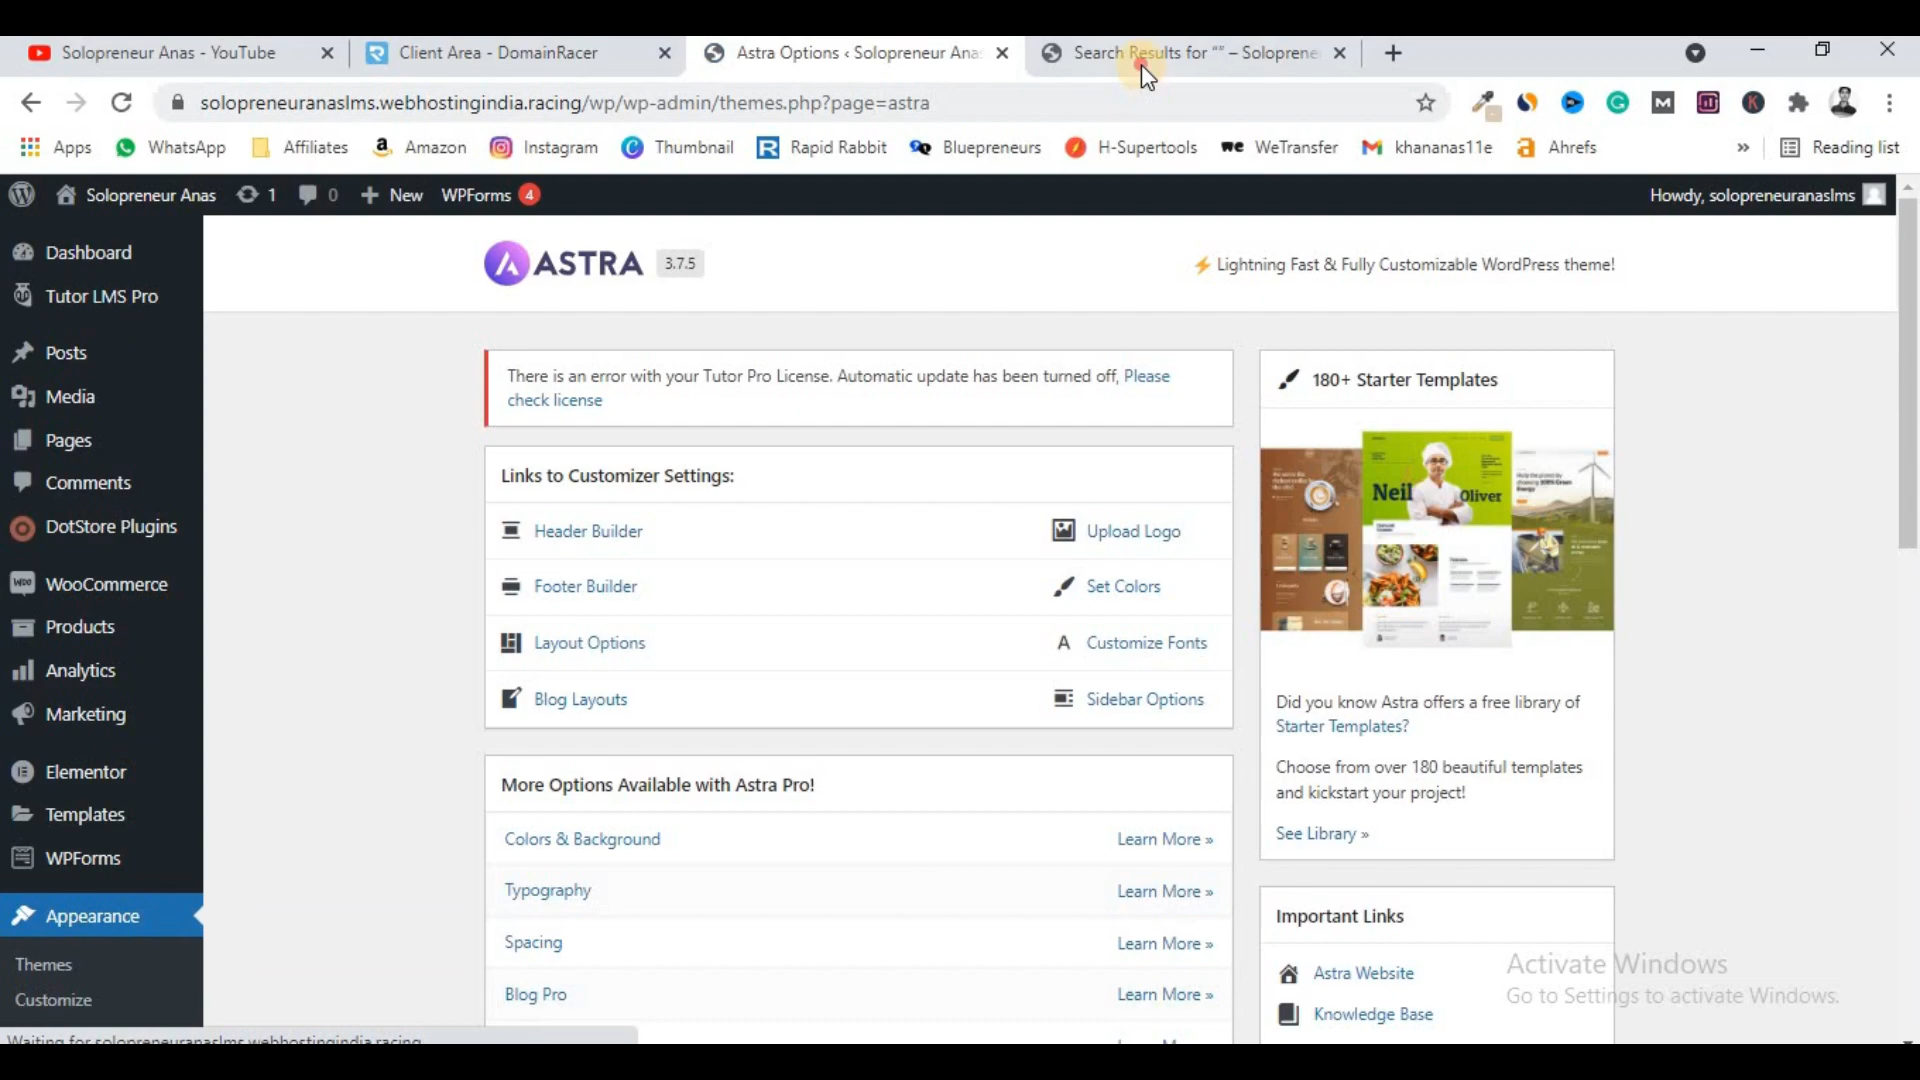 Solopreneur Anas - YouTube
Client Area - DomainRacer
Astra Options ‹ Solopreneur Anas
Search Results for “” – Soloprene
solopreneuranaslms.webhostingindia.racing/wp/wp-admin/themes.php?page=astra
Apps
WhatsApp
Affiliates
Amazon
Instagram
Thumbnail
Rapid Rabbit
Bluepreneurs
H-Supertools
WeTransfer
khananas11e
Ahrefs
»
Reading list
Solopreneur Anas
1
0
New
WPForms 4
Howdy, solopreneuranaslms
Dashboard
Tutor LMS Pro
Posts
Media
Pages
Comments
DotStore Plugins
WooCommerce
Products
Analytics
Marketing
Elementor
Templates
WPForms
Appearance
Themes
Customize
ASTRA 3.7.5
⚡ Lightning Fast & Fully Customizable WordPress theme!
There is an error with your Tutor Pro License. Automatic update has been turned off, Please
check license
Links to Customizer Settings:
Header Builder
Upload Logo
Footer Builder
Set Colors
Layout Options
Customize Fonts
Blog Layouts
Sidebar Options
More Options Available with Astra Pro!
Colors & Background
Learn More »
Typography
Learn More »
Spacing
Learn More »
Blog Pro
Learn More »
180+ Starter Templates
Neil Oliver
Did you know Astra offers a free library of
Starter Templates?
Choose from over 180 beautiful templates
and kickstart your project!
See Library »
Important Links
Astra Website
Knowledge Base
Activate Windows
Go to Settings to activate Windows.
Waiting for solopreneuranaslms.webhostingindia.racing